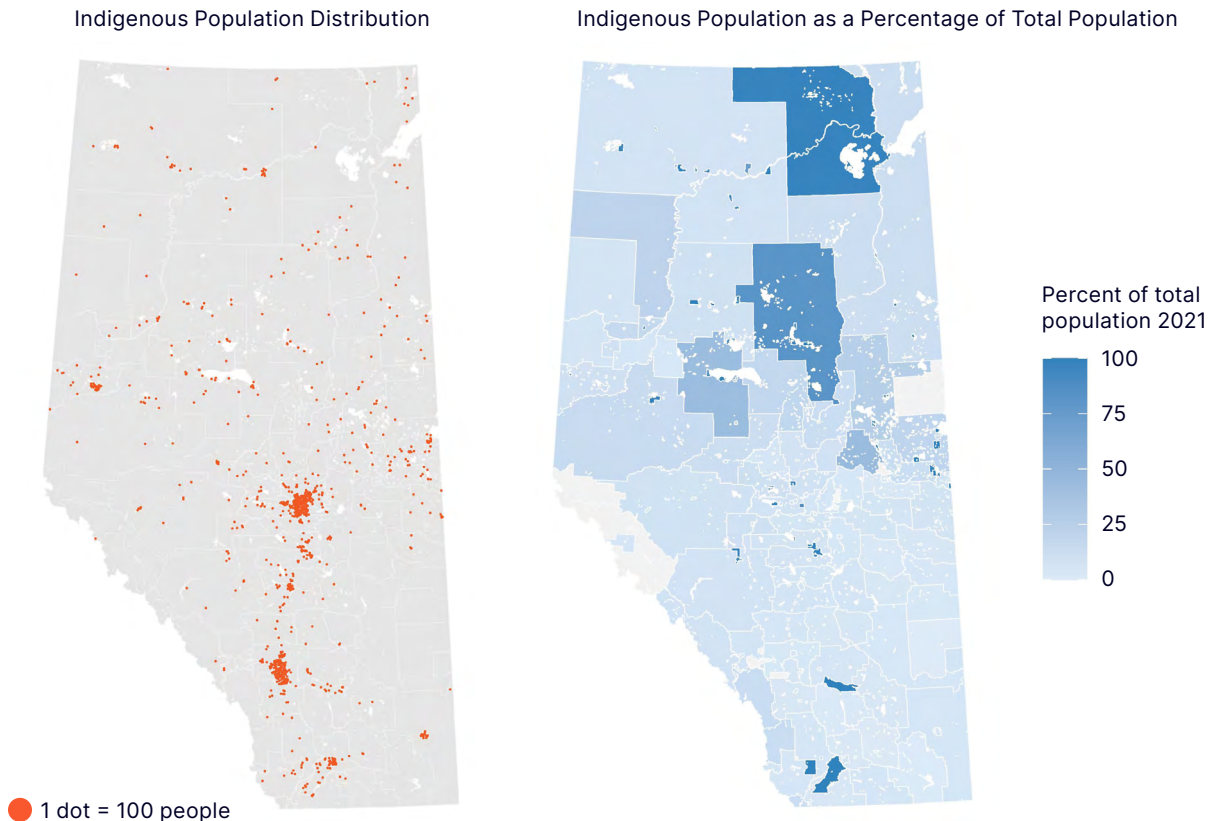 Indigenous Population Distribution
Indigenous Population as a Percentage of Total Population
Percent of total
population 2021
100
75
50
25
0
1 dot = 100 people